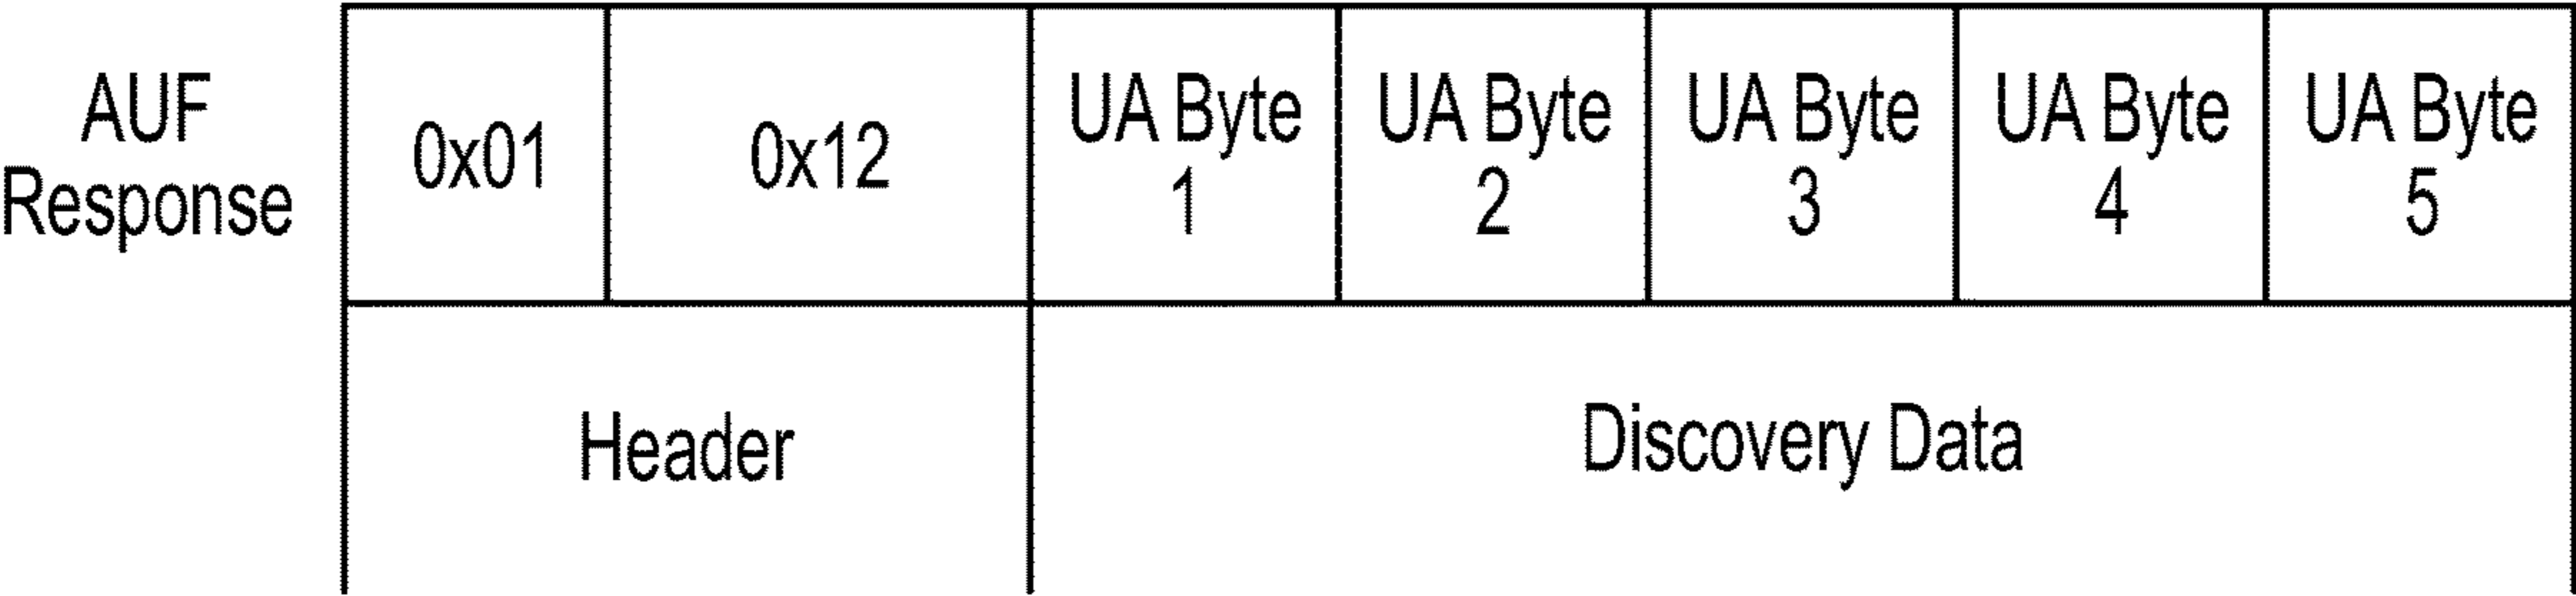 AUF
Response
0x01
0x12
UA Byte
1
UA Byte
2
UA Byte
3
UA Byte
4
UA Byte
5
Header
Discovery Data